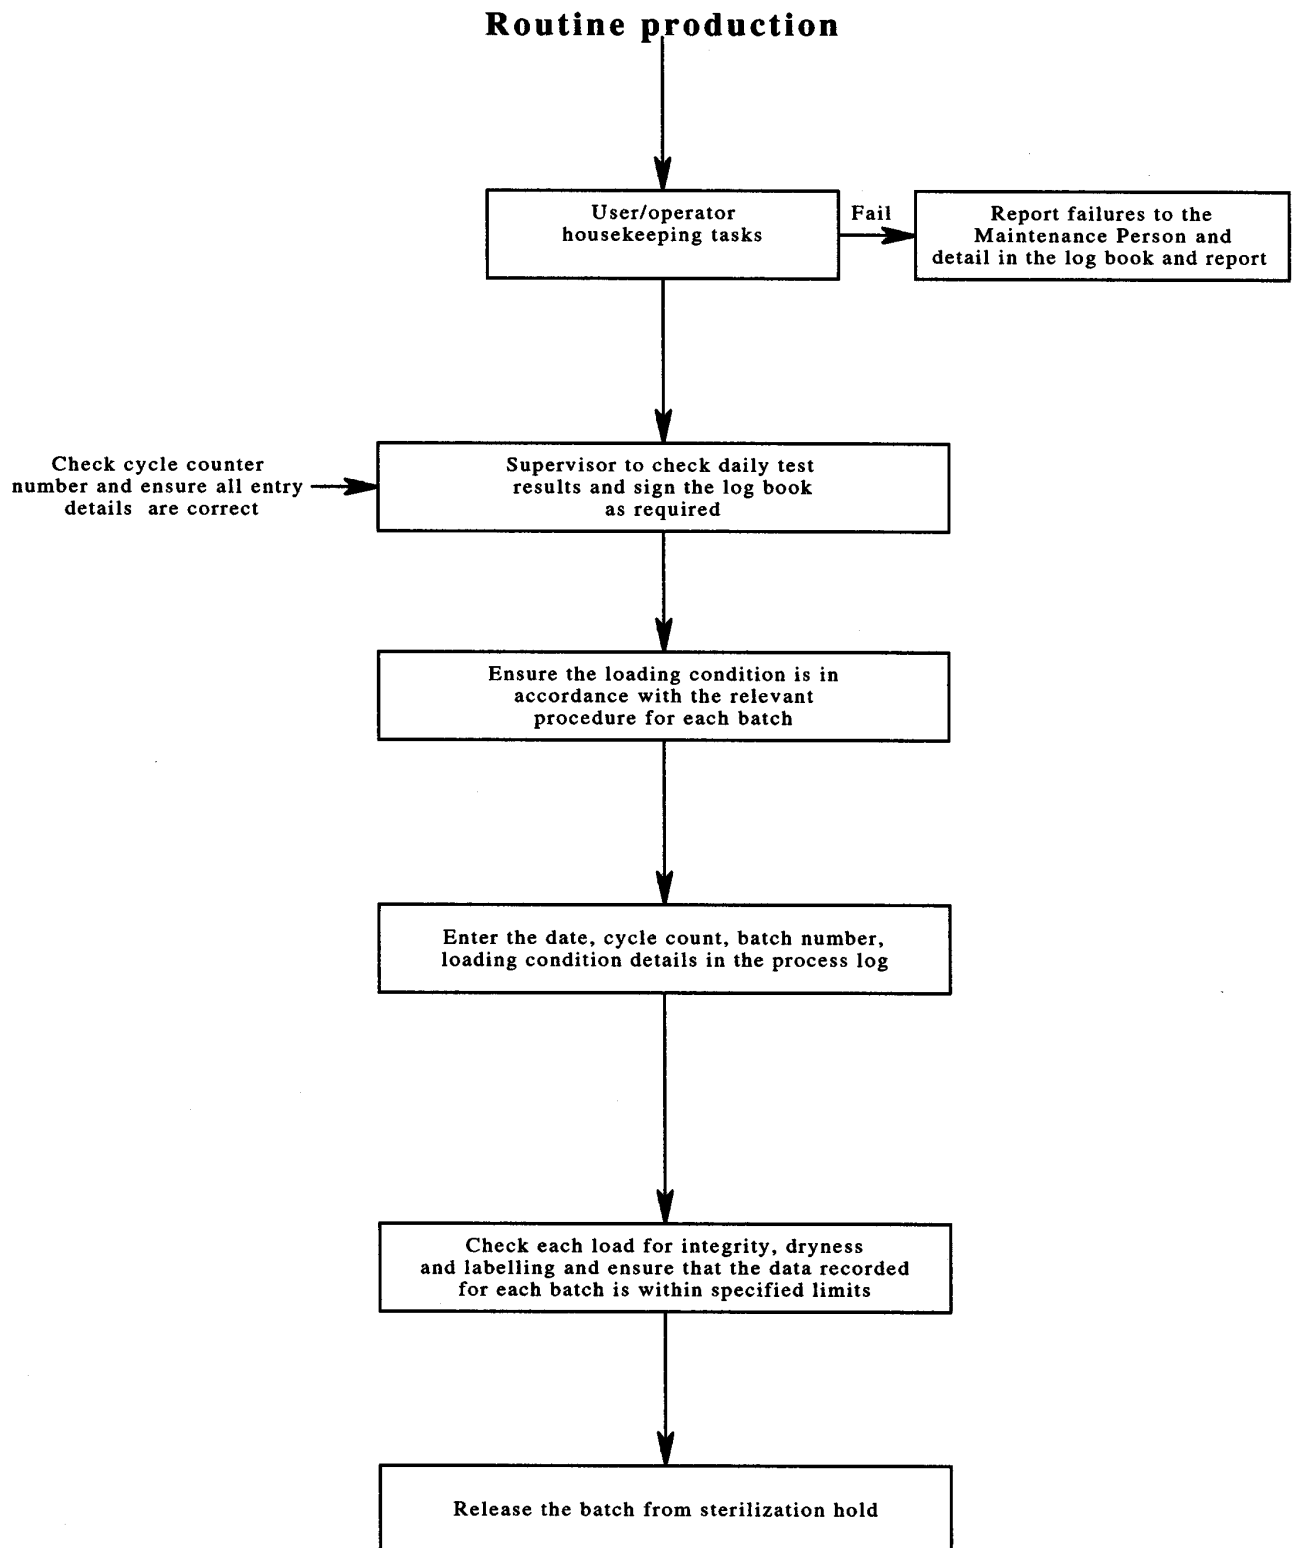 Routine production
User/operator
housekeeping tasks
Fail
Report failures to the
Maintenance Person and
detail in the log book and report
Check cycle counter
number and ensure all entry
details are correct
Supervisor to check daily test
results and sign the log book
as required
Ensure the loading condition is in
accordance with the relevant
procedure for each batch
Enter the date, cycle count, batch number,
loading condition details in the process log
Check each load for integrity, dryness
and labelling and ensure that the data recorded
for each batch is within specified limits
Release the batch from sterilization hold